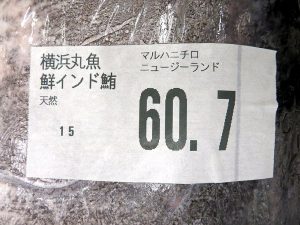 横浜丸魚
鮮インド鮪
天然
15
マルハニチロ
ニュージーランド
60.7